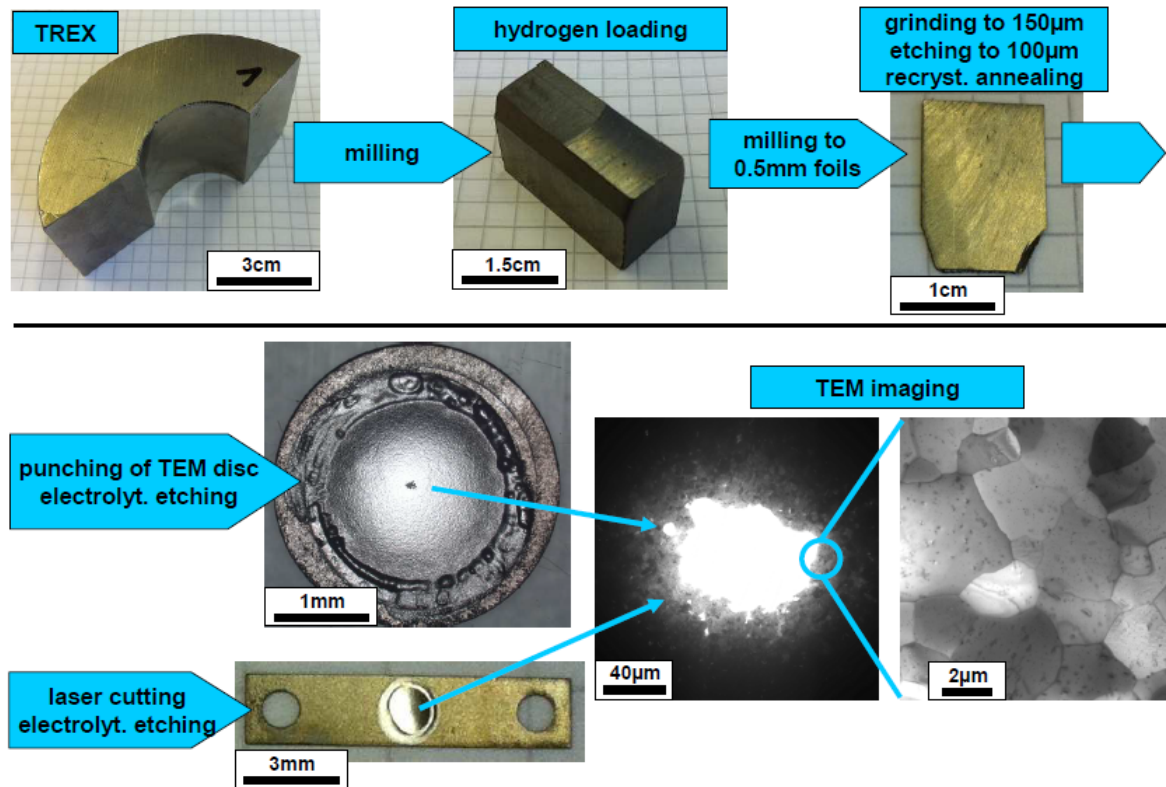 TREX
3cm
milling
hydrogen loading
1.5cm
milling to
0.5mm foils
grinding to 150µm
etching to 100µm
recryst. annealing
1cm
punching of TEM disc
electrolyt. etching
1mm
TEM imaging
40µm
2µm
laser cutting
electrolyt. etching
3mm